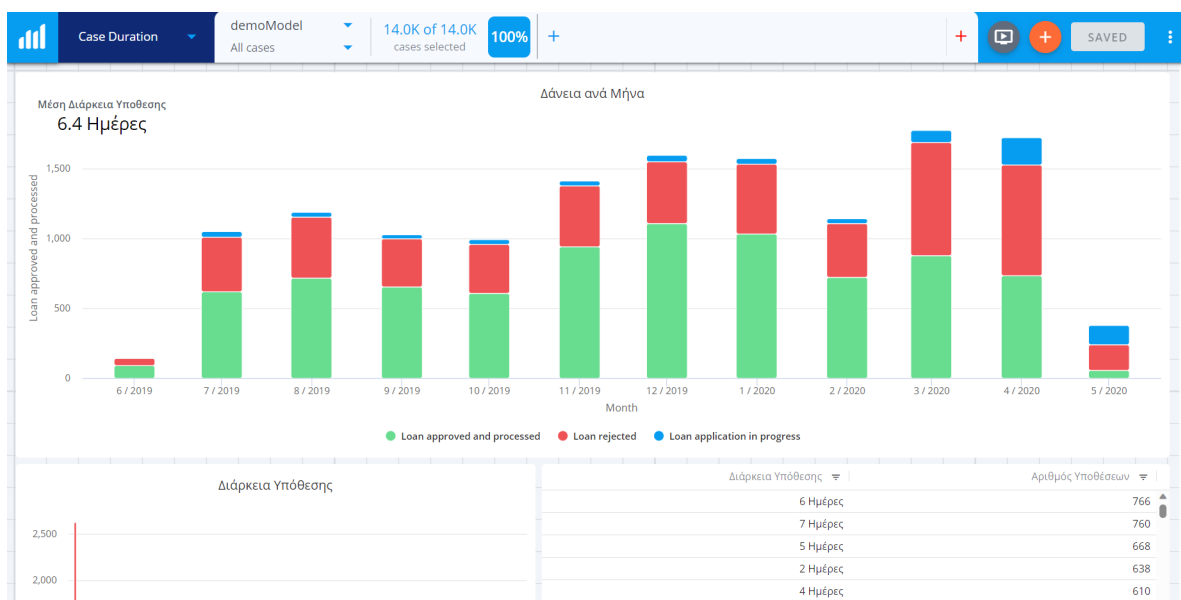 Case Duration
demoModel
All cases
14.0K of 14.0K
cases selected
100%
+
+
+
SAVED
Δάνεια ανά Μήνα
Μέση Διάρκεια Υποθεσης
6.4 Ημέρες
Loan approved and processed
1,500
1,000
500
0
6 / 2019 7 / 2019 8 / 2019 9 / 2019 10 / 2019 11 / 2019 12 / 2019 1 / 2020 2 / 2020 3 / 2020 4 / 2020 5 / 2020
Month
Loan approved and processed Loan rejected Loan application in progress
Διάρκεια Υπόθεσης
2,500
2,000
Διάρκεια Υπόθεσης Αριθμός Υποθέσεων
6 Ημέρες 766
7 Ημέρες 760
5 Ημέρες 668
2 Ημέρες 638
4 Ημέρες 610